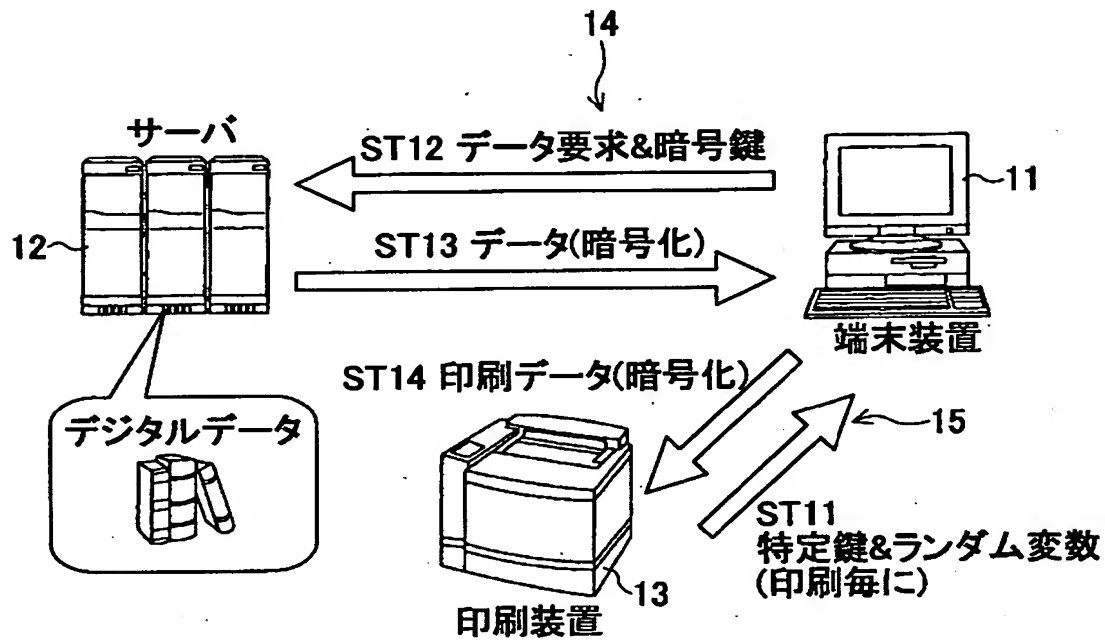 14
サーバ
ST12 データ要求&暗号鍵
11
12
ST13 データ(暗号化)
端末装置
ST14 印刷データ(暗号化)
15
デジタルデータ
ST11
特定鍵&ランダム変数
(印刷毎に)
13
印刷装置